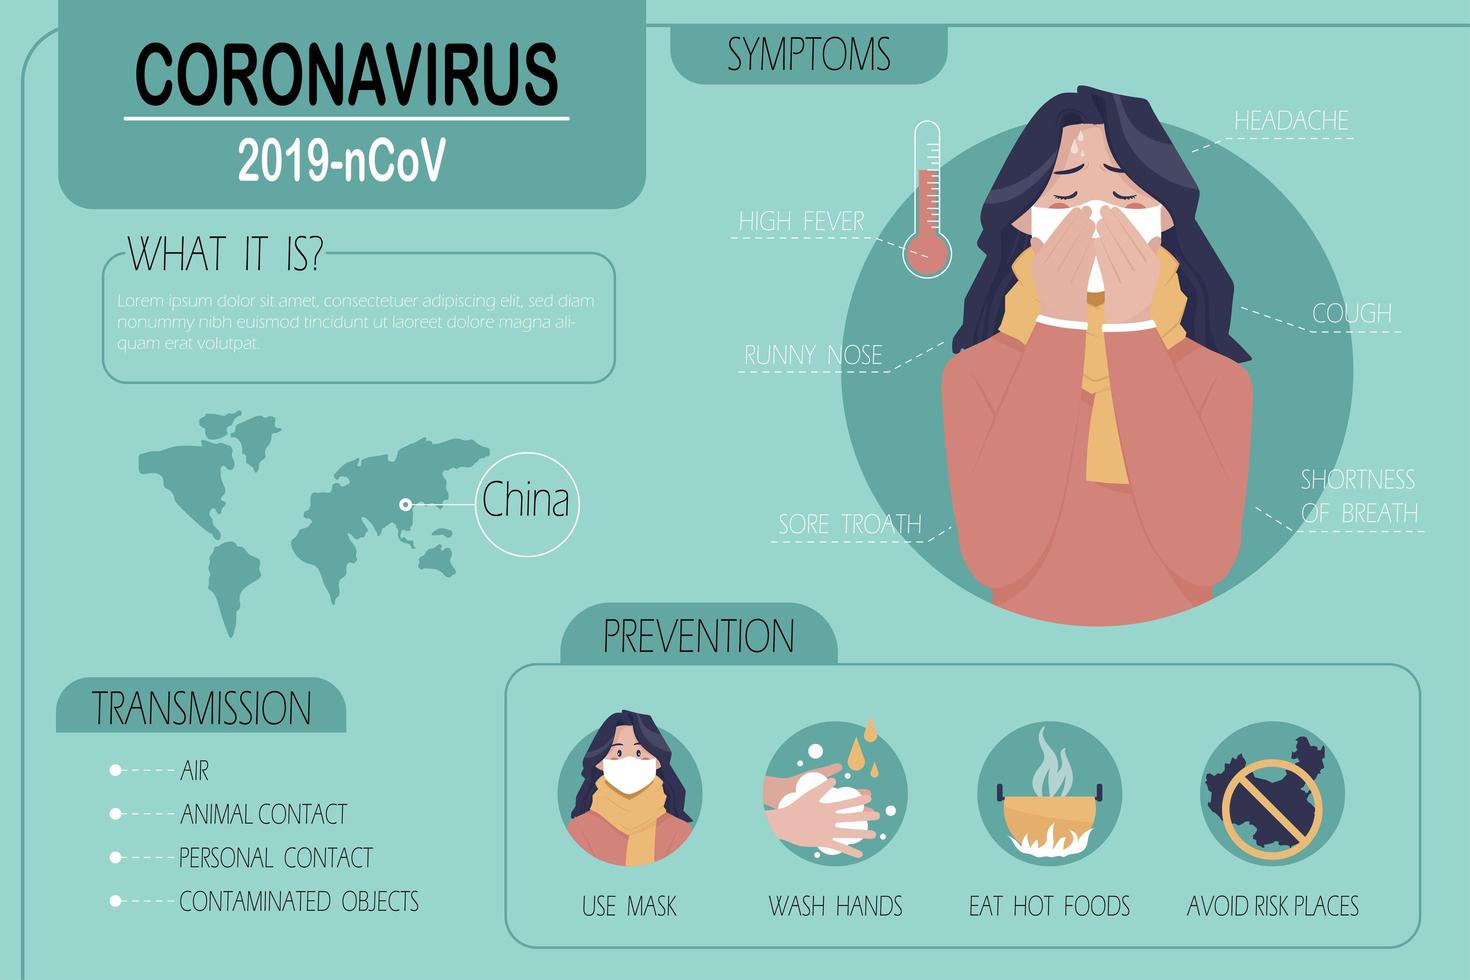 CORONAVIRUS
2019-nCoV
WHAT IT IS?
Lorem ipsum dolor sit amet, consectetuer adipiscing elit, sed diam
nonummy nibh euismod tincidunt ut laoreet dolore magna ali-
quam erat volutpat.
China
TRANSMISSION
AIR
ANIMAL CONTACT
PERSONAL CONTACT
CONTAMINATED OBJECTS
SYMPTOMS
HIGH FEVER
RUNNY NOSE
SORE TROATH
HEADACHE
COUGH
SHORTNESS
OF BREATH
PREVENTION
USE MASK
WASH HANDS
EAT HOT FOODS
AVOID RISK PLACES